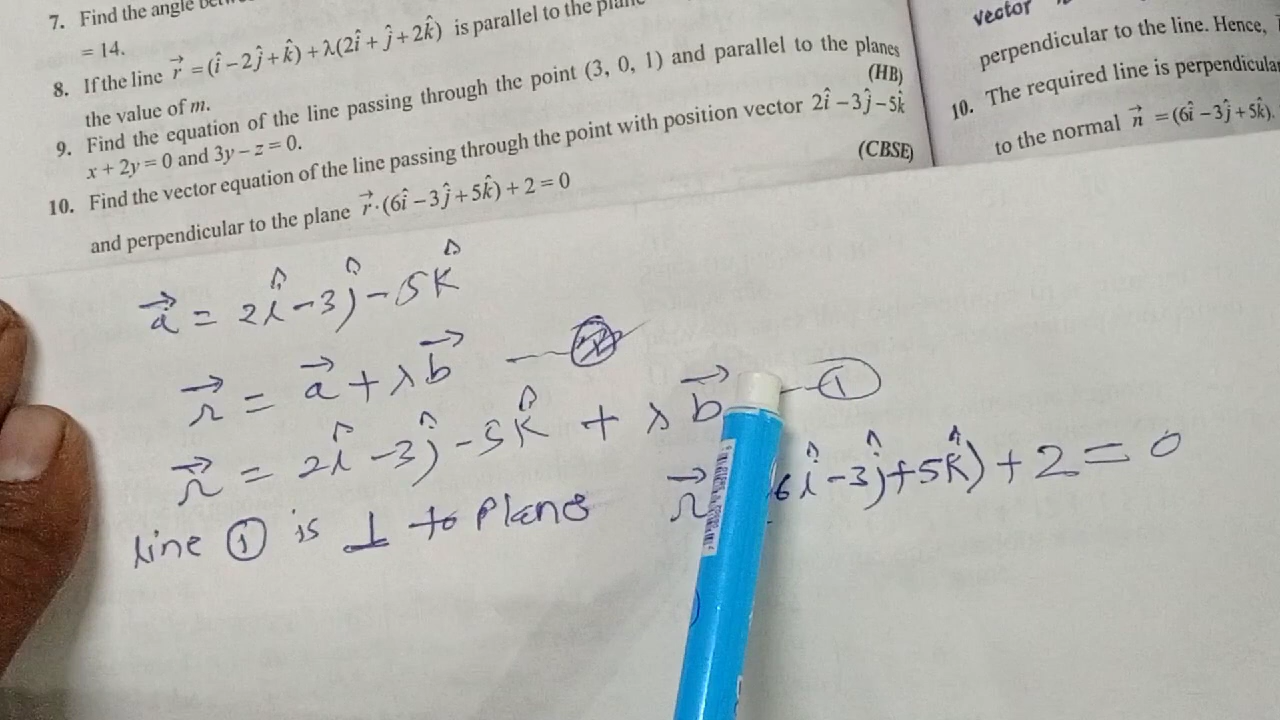 7. Find the angle
= 14.
8. If the line r⃗ = (î − 2ĵ + k̂) + λ(2î + ĵ + 2k̂) is parallel to the plane
the value of m.
9. Find the equation of the line passing through the point (3, 0, 1) and parallel to the planes
x + 2y = 0 and 3y − z = 0. (HB)
10. Find the vector equation of the line passing through the point with position vector 2î − 3ĵ − 5k̂
and perpendicular to the plane r⃗ · (6î − 3ĵ + 5k̂) + 2 = 0 (CBSE)
vector
perpendicular to the line. Hence,
10. The required line is perpendicular
to the normal n⃗ = (6î − 3ĵ + 5k̂).
a⃗ = 2î − 3ĵ − 5k̂
r⃗ = a⃗ + λb⃗
r⃗ = 2î − 3ĵ − 5k̂ + λb⃗ — ①
line ① is ⊥ to Plane r⃗ 6î − 3ĵ + 5k̂) + 2 = 0